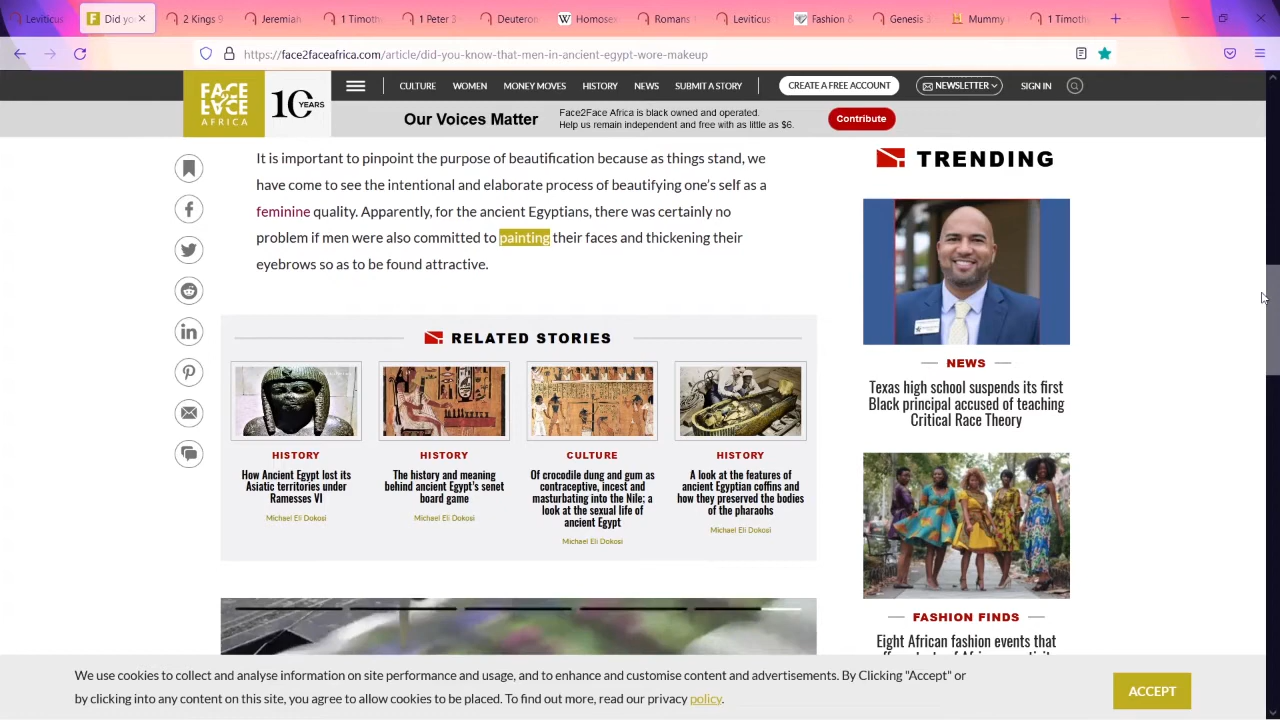 Leviticus
Did yo
2 Kings 9
Jeremiah
1 Timothe
1 Peter 3
Deuteron
Homosex
Romans
Leviticus
Fashion &
Genesis 3
Mummy
1 Timothy
https://face2faceafrica.com/article/did-you-know-that-men-in-ancient-egypt-wore-makeup
FACE
2
FACE
AFRICA
10 YEARS
CULTURE
WOMEN
MONEY MOVES
HISTORY
NEWS
SUBMIT A STORY
CREATE A FREE ACCOUNT
NEWSLETTER
SIGN IN
Our Voices Matter
Face2Face Africa is black owned and operated.
Help us remain independent and free with as little as $6.
Contribute
It is important to pinpoint the purpose of beautification because as things stand, we
have come to see the intentional and elaborate process of beautifying one's self as a
feminine quality. Apparently, for the ancient Egyptians, there was certainly no
problem if men were also committed to painting their faces and thickening their
eyebrows so as to be found attractive.
RELATED STORIES
HISTORY
How Ancient Egypt lost its
Asiatic territories under
Ramesses VI
Michael Eli Dokosi
HISTORY
The history and meaning
behind ancient Egypt's senet
board game
Michael Eli Dokosi
CULTURE
Of crocodile dung and gum as
contraceptive, incest and
masturbating into the Nile; a
look at the sexual life of
ancient Egypt
Michael Eli Dokosi
HISTORY
A look at the features of
ancient Egyptian coffins and
how they preserved the bodies
of the pharaohs
Michael Eli Dokosi
TRENDING
NEWS
Texas high school suspends its first
Black principal accused of teaching
Critical Race Theory
FASHION FINDS
Eight African fashion events that
We use cookies to collect and analyse information on site performance and usage, and to enhance and customise content and advertisements. By Clicking "Accept" or
by clicking into any content on this site, you agree to allow cookies to be placed. To find out more, read our privacy policy.
ACCEPT